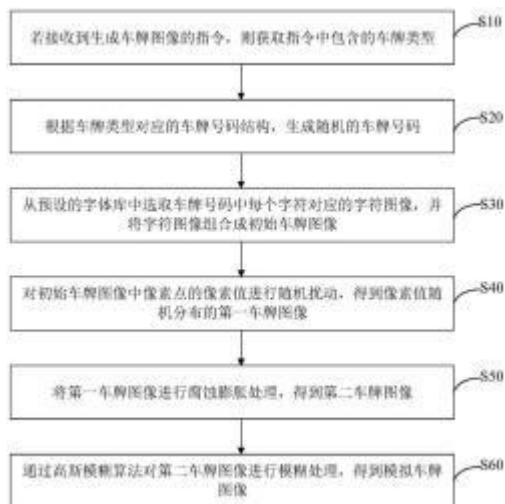 若接收到生成车牌图像的指令，则获取指令中包含的车牌类型
S10
根据车牌类型对应的车牌号码结构，生成随机的车牌号码
S20
从预设的字体库中选取车牌号码中每个字符对应的字符图像，并
将字符图像组合成初始车牌图像
S30
对初始车牌图像中像素点的像素值进行随机扰动，得到像素值随
机分布的第一车牌图像
S40
将第一车牌图像进行腐蚀膨胀处理，得到第二车牌图像
S50
通过高斯模糊算法对第二车牌图像进行模糊处理，得到模拟车牌
图像
S60